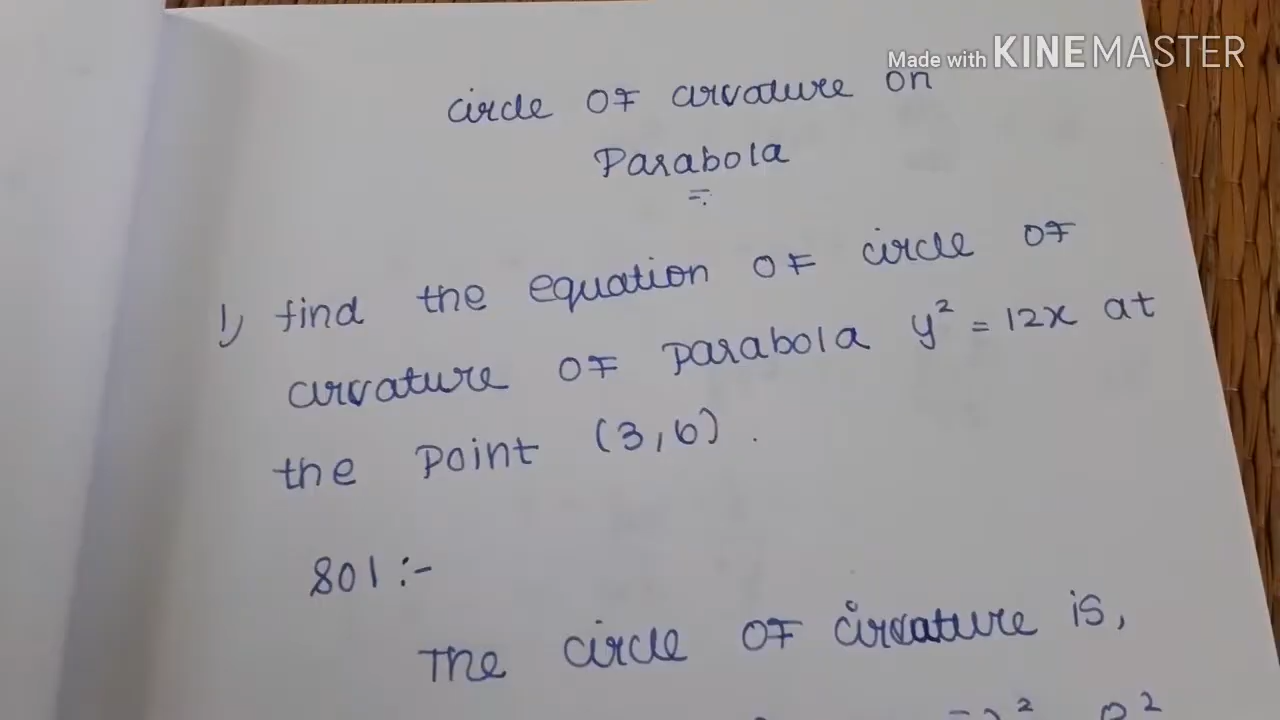 Made with KINEMASTER
circle OF curvature on
Parabola
1) find the equation OF circle OF
curvature OF parabola y² = 12x at
the point (3,6).
Sol :-
The circle OF curvature is,